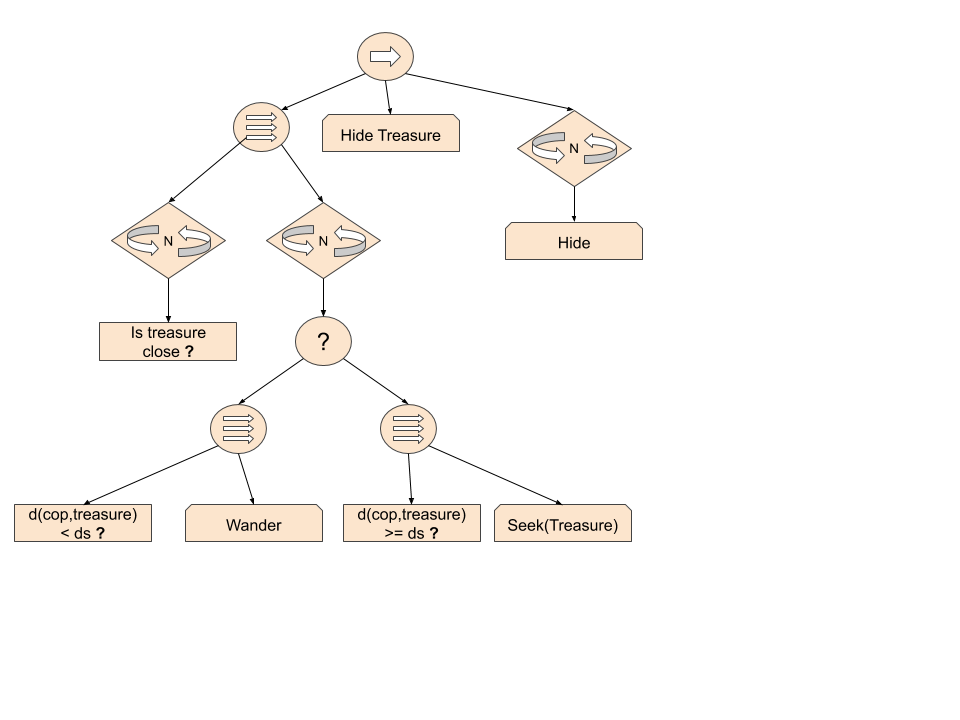 Hide Treasure
N
Hide
N
N
Is treasure
close ?
?
d(cop,treasure)
< ds ?
Wander
d(cop,treasure)
>= ds ?
Seek(Treasure)